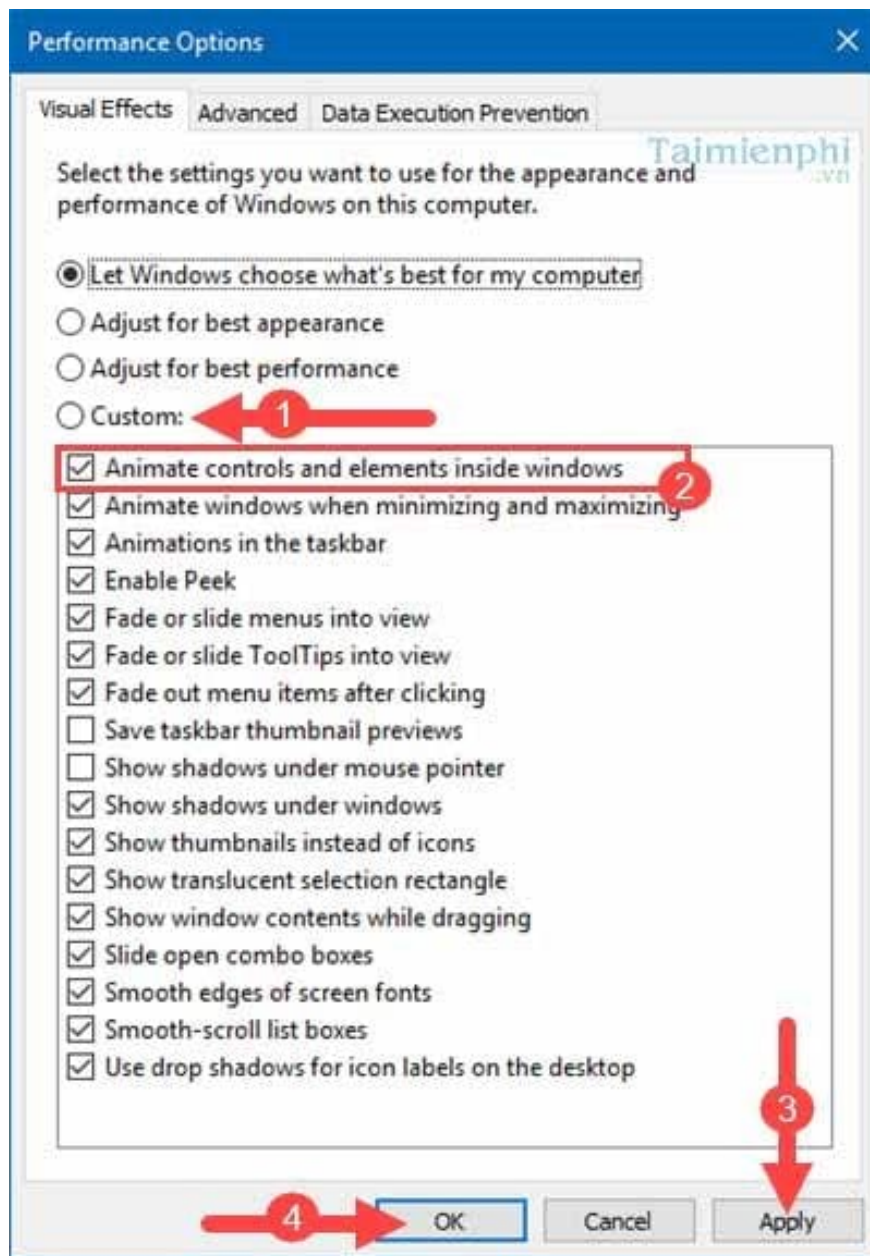 Performance Options
Visual Effects
Advanced
Data Execution Prevention
Taimienphi
.vn
Select the settings you want to use for the appearance and
performance of Windows on this computer.
Let Windows choose what's best for my computer
Adjust for best appearance
Adjust for best performance
Custom:
1
Animate controls and elements inside windows
2
Animate windows when minimizing and maximizing
Animations in the taskbar
Enable Peek
Fade or slide menus into view
Fade or slide ToolTips into view
Fade out menu items after clicking
Save taskbar thumbnail previews
Show shadows under mouse pointer
Show shadows under windows
Show thumbnails instead of icons
Show translucent selection rectangle
Show window contents while dragging
Slide open combo boxes
Smooth edges of screen fonts
Smooth-scroll list boxes
Use drop shadows for icon labels on the desktop
3
4
OK
Cancel
Apply